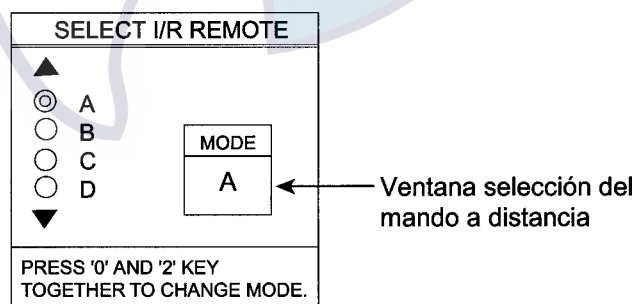 SELECT I/R REMOTE
A
B
C
D
MODE
A
Ventana selección del
mando a distancia
PRESS '0' AND '2' KEY
TOGETHER TO CHANGE MODE.